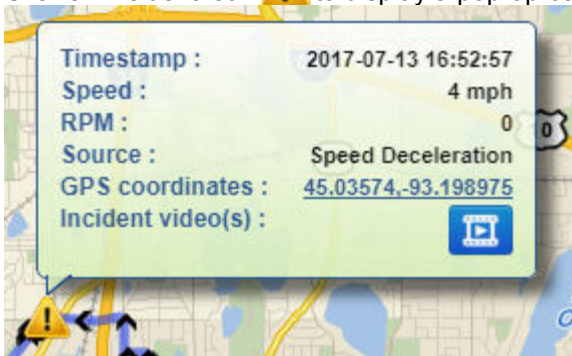 Timestamp : 2017-07-13 16:52:57
Speed : 4 mph
RPM : 0
Source : Speed Deceleration
GPS coordinates : 45.03574,-93.198975
Incident video(s) :